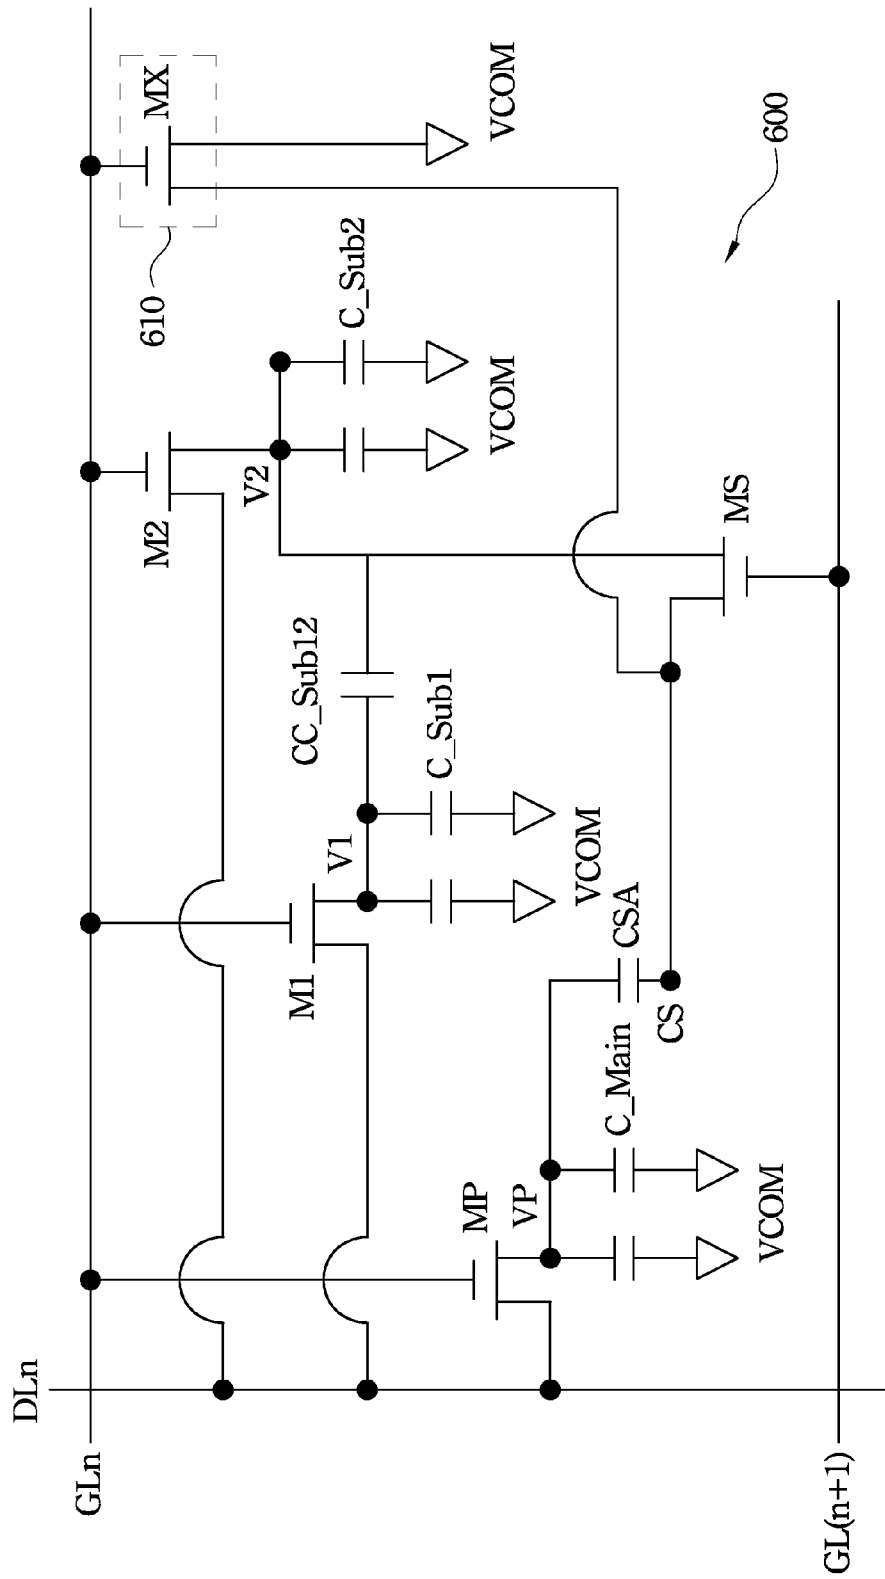 DLn
GLn
GL(n+1)
MP
VP
C_Main
VCOM
CSA
CS
M1
V1
C_Sub1
VCOM
CC_Sub12
M2
V2
C_Sub2
VCOM
MS
610
MX
VCOM
600